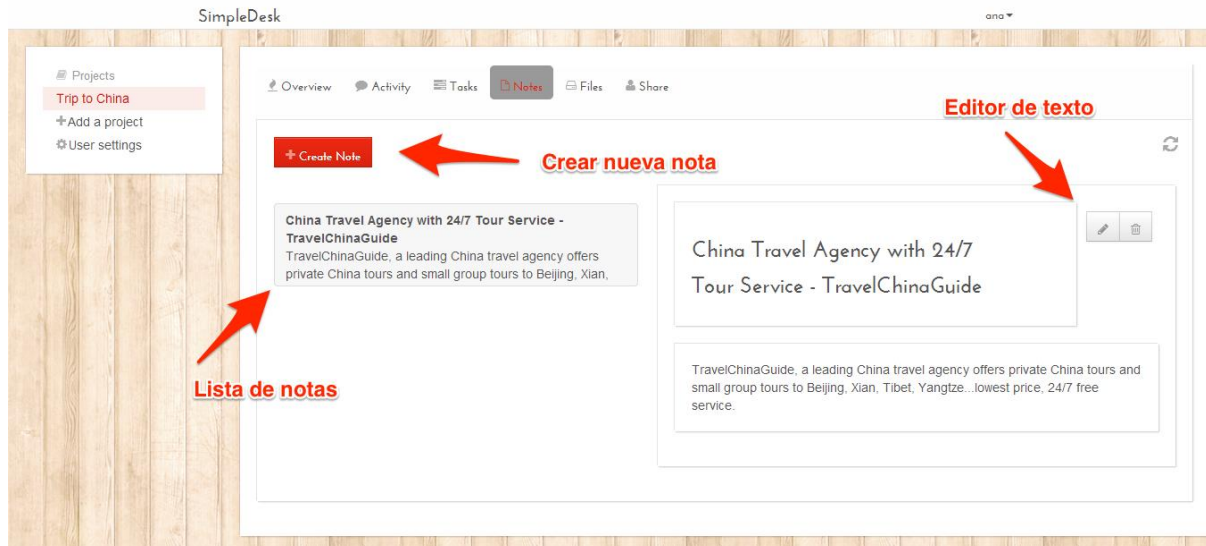 SimpleDesk
ana
Projects
Trip to China
Add a project
User settings
Overview
Activity
Tasks
Notes
Files
Share
Editor de texto
+ Create Note
Crear nueva nota
China Travel Agency with 24/7 Tour Service -
TravelChinaGuide
TravelChinaGuide, a leading China travel agency offers
private China tours and small group tours to Beijing, Xian,
Lista de notas
China Travel Agency with 24/7
Tour Service - TravelChinaGuide
TravelChinaGuide, a leading China travel agency offers private China tours and
small group tours to Beijing, Xian, Tibet, Yangtze...lowest price, 24/7 free
service.